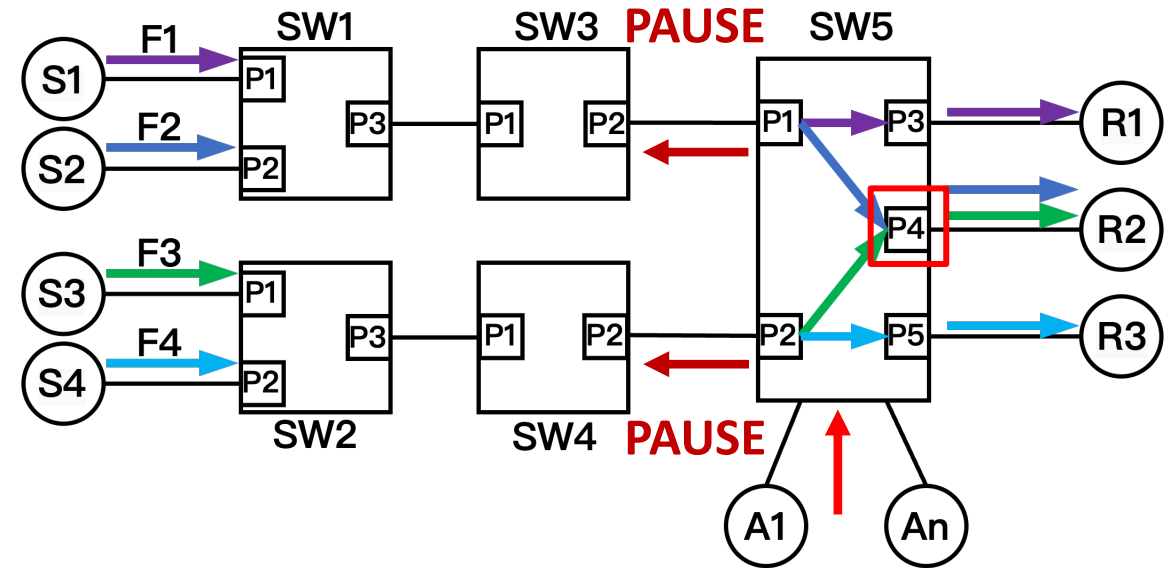 SW1
SW3
PAUSE
SW5
F1
S1
P1
P3
P1
P2
P1
P3
R1
F2
S2
P2
P4
R2
F3
S3
P1
P3
P1
P2
P2
P5
R3
F4
S4
P2
SW2
SW4
PAUSE
A1
An